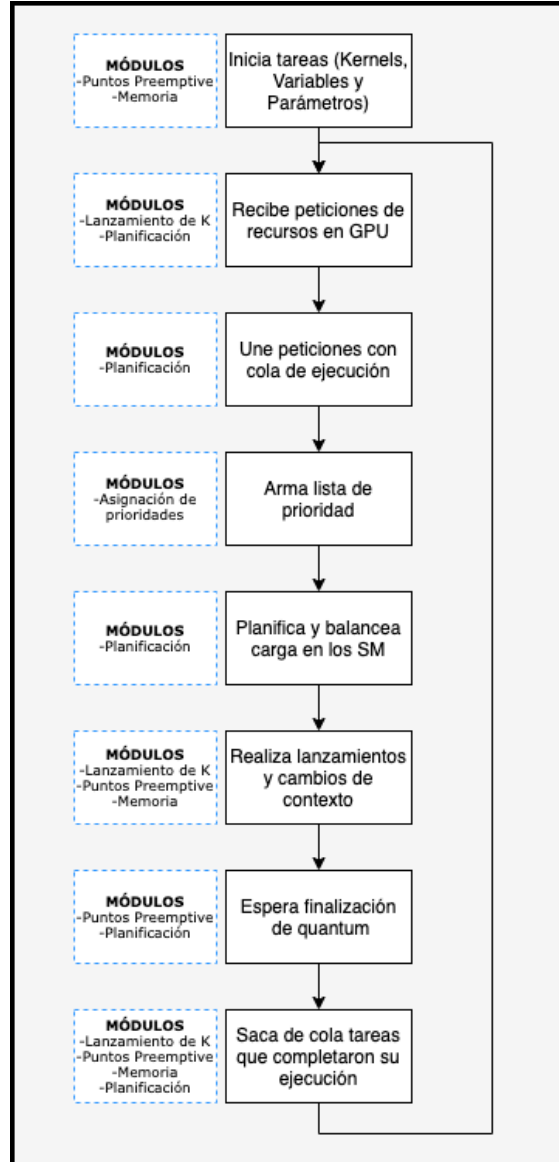 MÓDULOS
-Puntos Preemptive
-Memoria
Inicia tareas (Kernels,
Variables y
Parámetros)
MÓDULOS
-Lanzamiento de K
-Planificación
Recibe peticiones de
recursos en GPU
MÓDULOS
-Planificación
Une peticiones con
cola de ejecución
MÓDULOS
-Asignación de
prioridades
Arma lista de
prioridad
MÓDULOS
-Planificación
Planifica y balancea
carga en los SM
MÓDULOS
-Lanzamiento de K
-Puntos Preemptive
-Memoria
Realiza lanzamientos
y cambios de
contexto
MÓDULOS
-Puntos Preemptive
-Planificación
Espera finalización
de quantum
MÓDULOS
-Lanzamiento de K
-Puntos Preemptive
-Memoria
-Planificación
Saca de cola tareas
que completaron su
ejecución